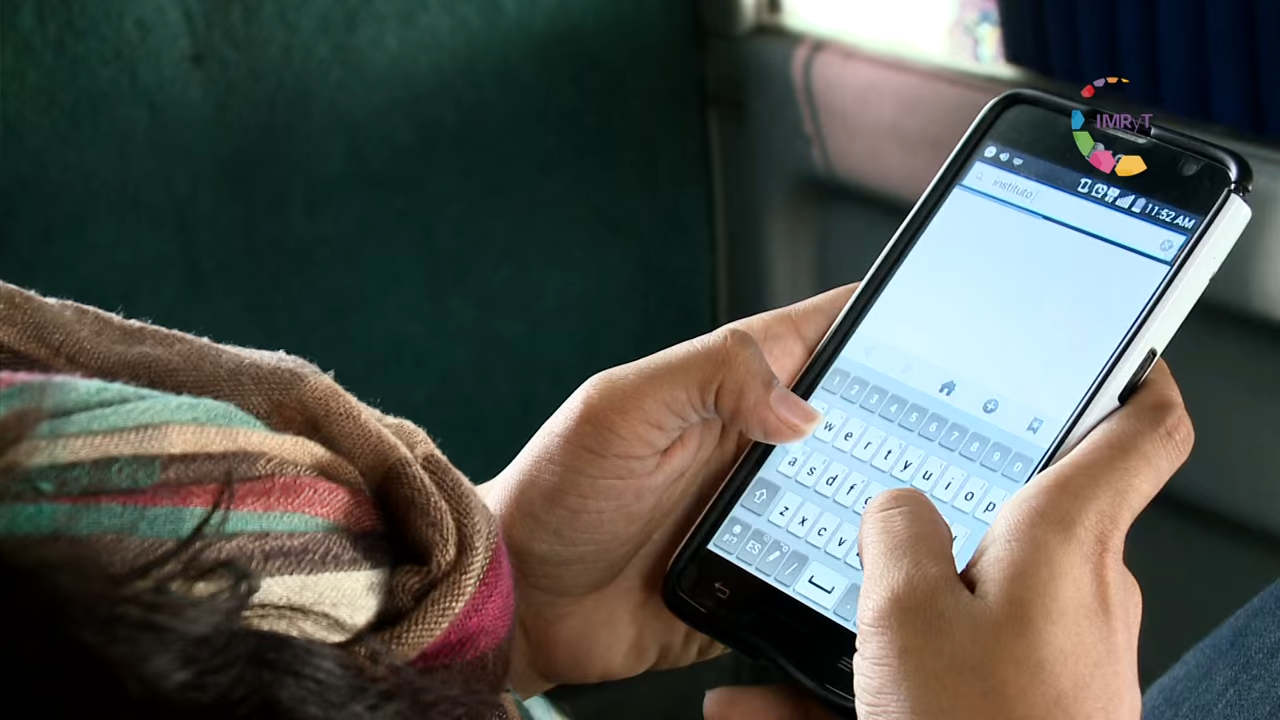 IMRyT
11:52 AM
instituto
1 2 3 4 5 6 7 8 9 0
w e r t y u i o p
a s d f
z x c v
ES /